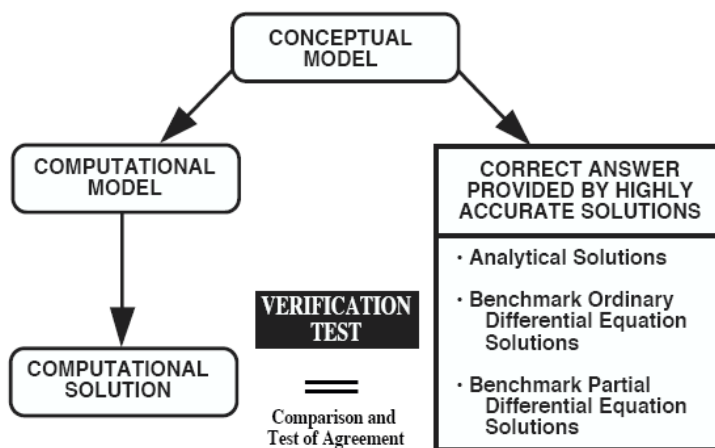 CONCEPTUAL
MODEL
COMPUTATIONAL
MODEL
COMPUTATIONAL
SOLUTION
VERIFICATION
TEST
Comparison and
Test of Agreement
CORRECT ANSWER
PROVIDED BY HIGHLY
ACCURATE SOLUTIONS
· Analytical Solutions
· Benchmark Ordinary
Differential Equation
Solutions
· Benchmark Partial
Differential Equation
Solutions